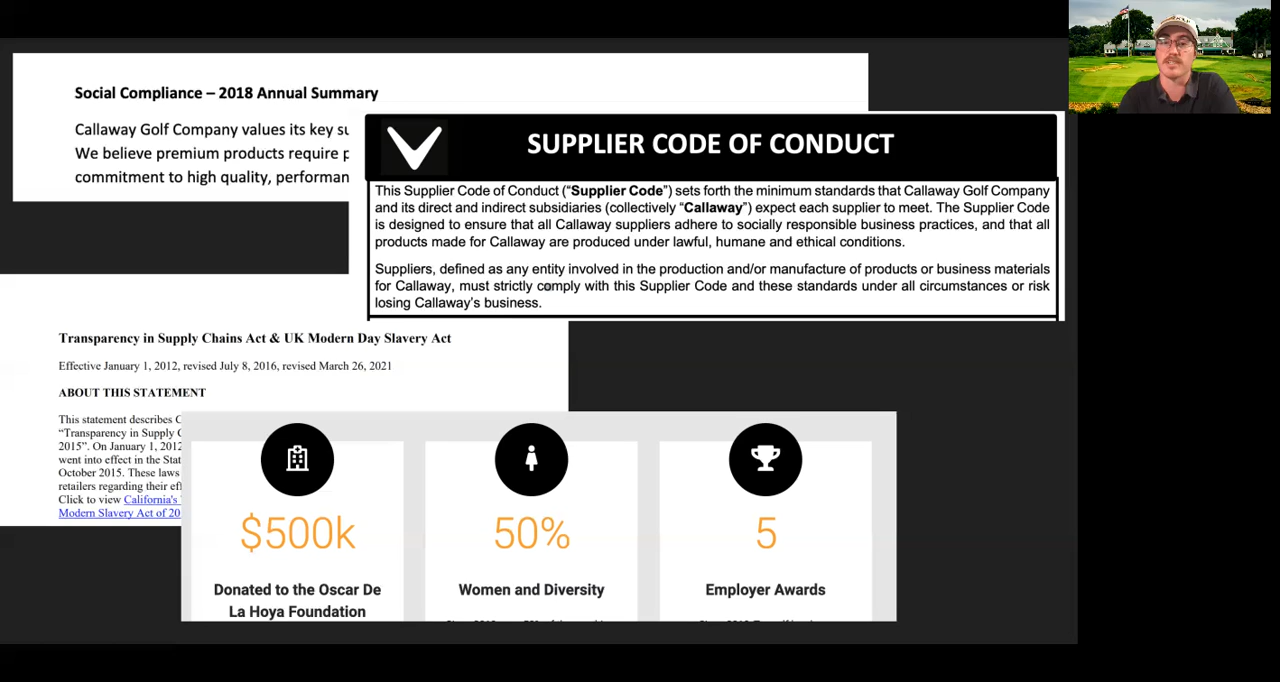 Social Compliance – 2018 Annual Summary
Callaway Golf Company values its key
We believe premium products require
commitment to high quality,
SUPPLIER CODE OF CONDUCT
This Supplier Code of Conduct (“Supplier Code”) sets forth the minimum standards that Callaway Golf Company
and its direct and indirect subsidiaries (collectively “Callaway”) expect each supplier to meet. The Supplier Code
is designed to ensure that all Callaway suppliers adhere to socially responsible business practices, and that all
products made for Callaway are produced under lawful, humane and ethical conditions.
Suppliers, defined as any entity involved in the production and/or manufacture of products or business materials
for Callaway, must strictly comply with this Supplier Code and these standards under all circumstances or risk
losing Callaway’s business.
Transparency in Supply Chains Act & UK Modern Day Slavery Act
Effective January 1, 2012, revised July 8, 2016, revised March 26, 2021
ABOUT THIS STATEMENT
This statement describes
“Transparency in Supply
2015”. On January 1, 2012
went into effect in the
October 2015. These laws
retailers regarding their
Click to view California's
Modern Slavery Act of
$500k
Donated to the Oscar De
La Hoya Foundation
50%
Women and Diversity
5
Employer Awards